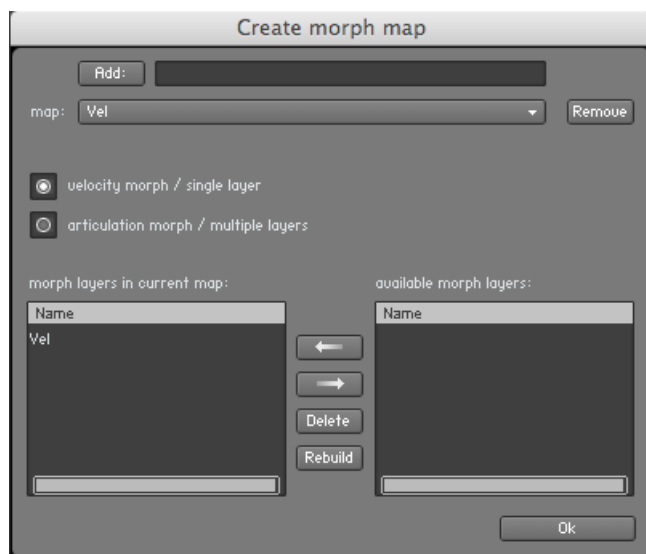 Create morph map
Add:
map: Vel Remove
velocity morph / single layer
articulation morph / multiple layers
morph layers in current map: available morph layers:
Name Name
Vel
Delete
Rebuild
Ok